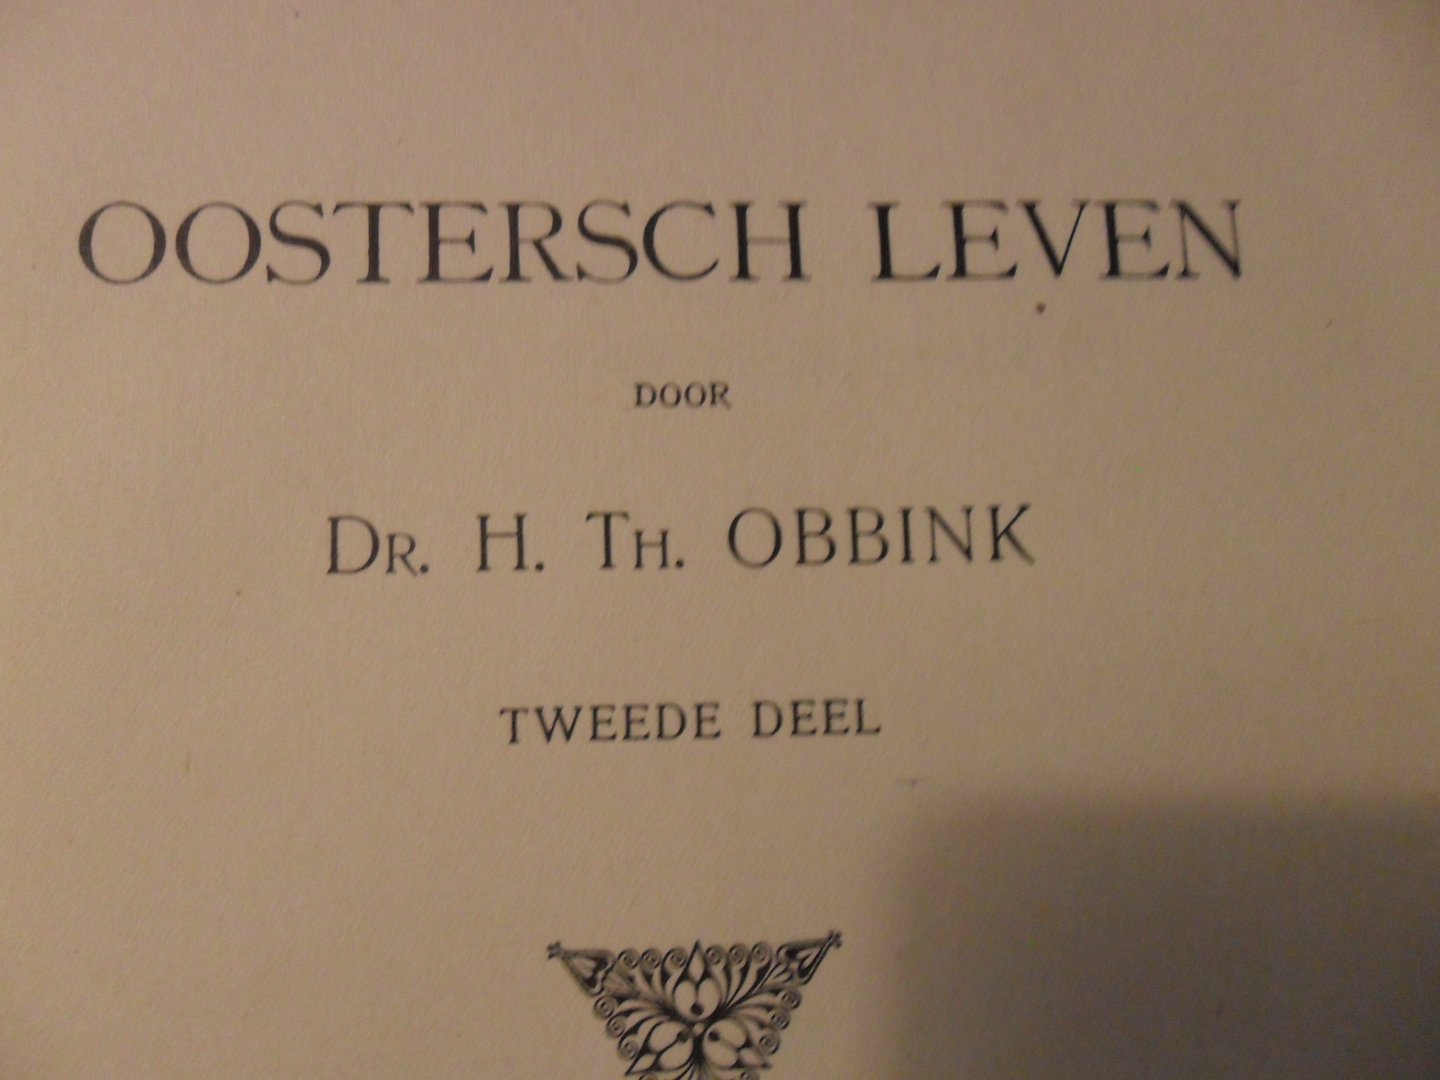 OOSTERSCH LEVEN
DOOR
DR. H. TH. OBBINK
TWEEDE DEEL